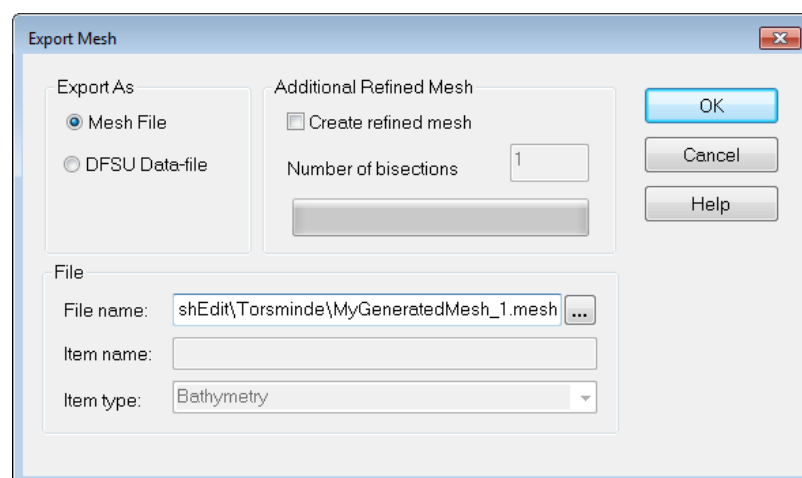 Export Mesh
Export As
Mesh File
DFSU Data-file
Additional Refined Mesh
Create refined mesh
Number of bisections
1
OK
Cancel
Help
File
File name:
shEdit\Torsminde\MyGeneratedMesh_1.mesh
...
Item name:
Item type:
Bathymetry